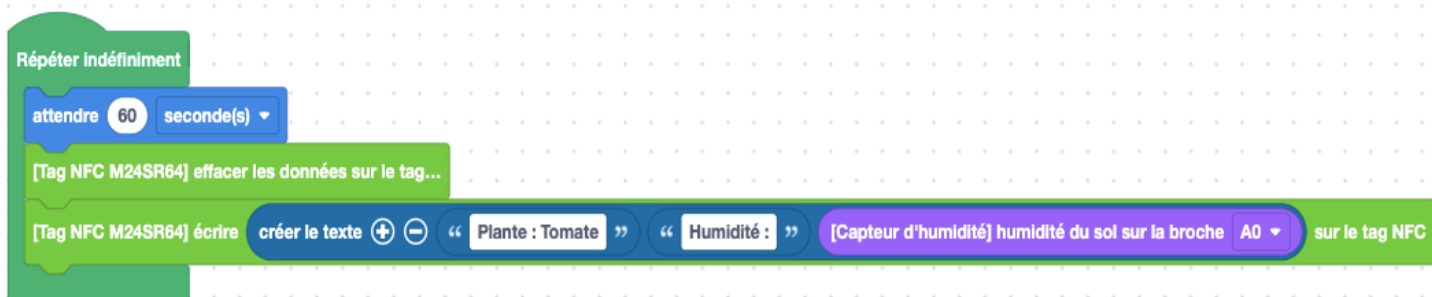 Répéter indéfiniment
attendre 60 seconde(s)
[Tag NFC M24SR64] effacer les données sur le tag...
[Tag NFC M24SR64] écrire créer le texte “ Plante : Tomate ” “ Humidité : ” [Capteur d'humidité] humidité du sol sur la broche A0 sur le tag NFC